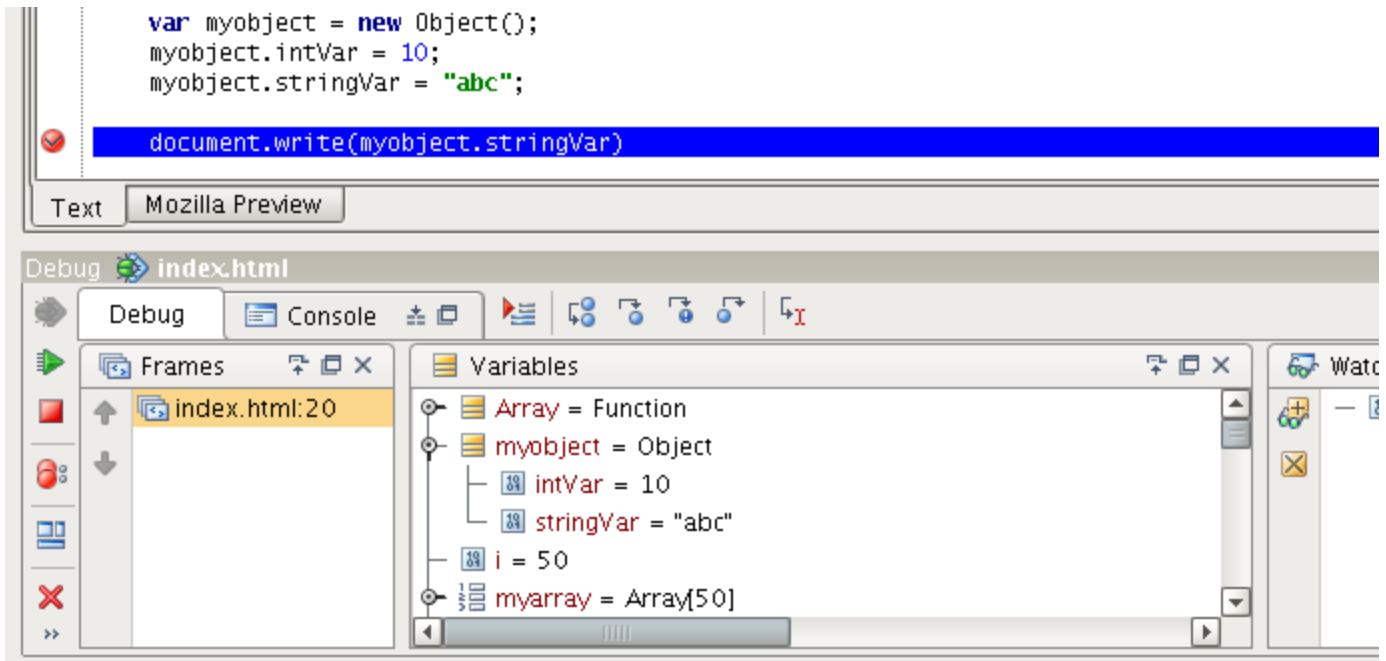 var myobject = new Object();
myobject.intVar = 10;
myobject.stringVar = "abc";
document.write(myobject.stringVar)
Text Mozilla Preview
Debug index.html
Debug Console
Frames Variables
index.html:20
Array = Function
myobject = Object
intVar = 10
stringVar = "abc"
i = 50
myarray = Array[50]